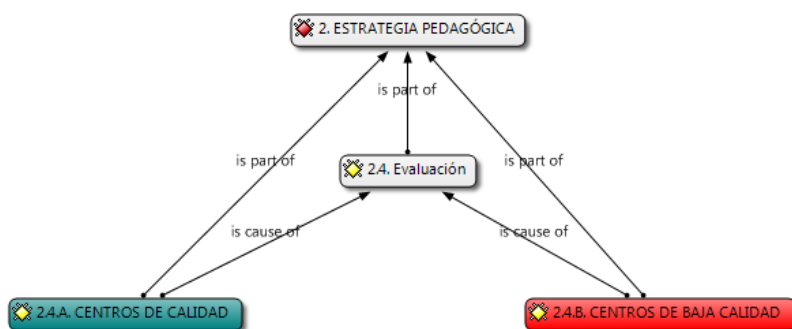 2. ESTRATEGIA PEDAGÓGICA
is part of
2.4. Evaluación
is part of
is part of
is cause of
is cause of
2.4.A. CENTROS DE CALIDAD
2.4.B. CENTROS DE BAJA CALIDAD